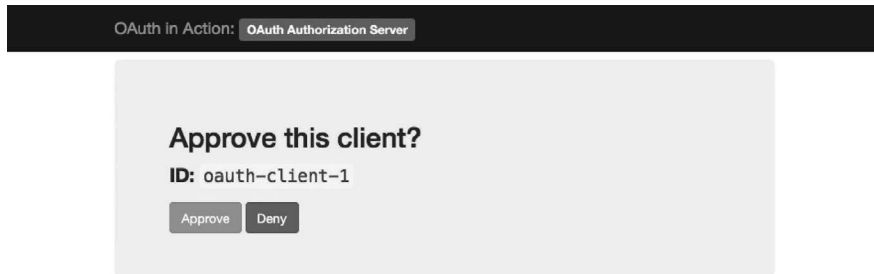 OAuth in Action: OAuth Authorization Server
Approve this client?
ID: oauth-client-1
Approve Deny